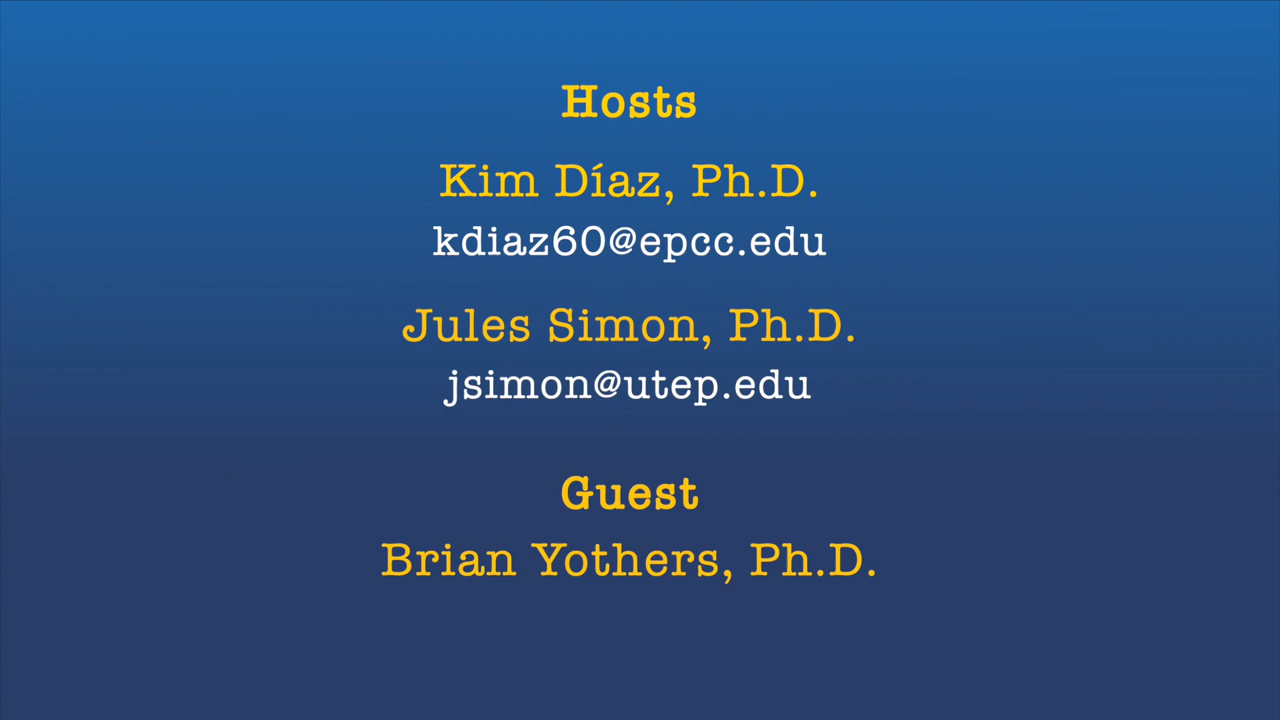 Hosts
Kim Díaz, Ph.D.
kdiaz60@epcc.edu
Jules Simon, Ph.D.
jsimon@utep.edu
Guest
Brian Yothers, Ph.D.